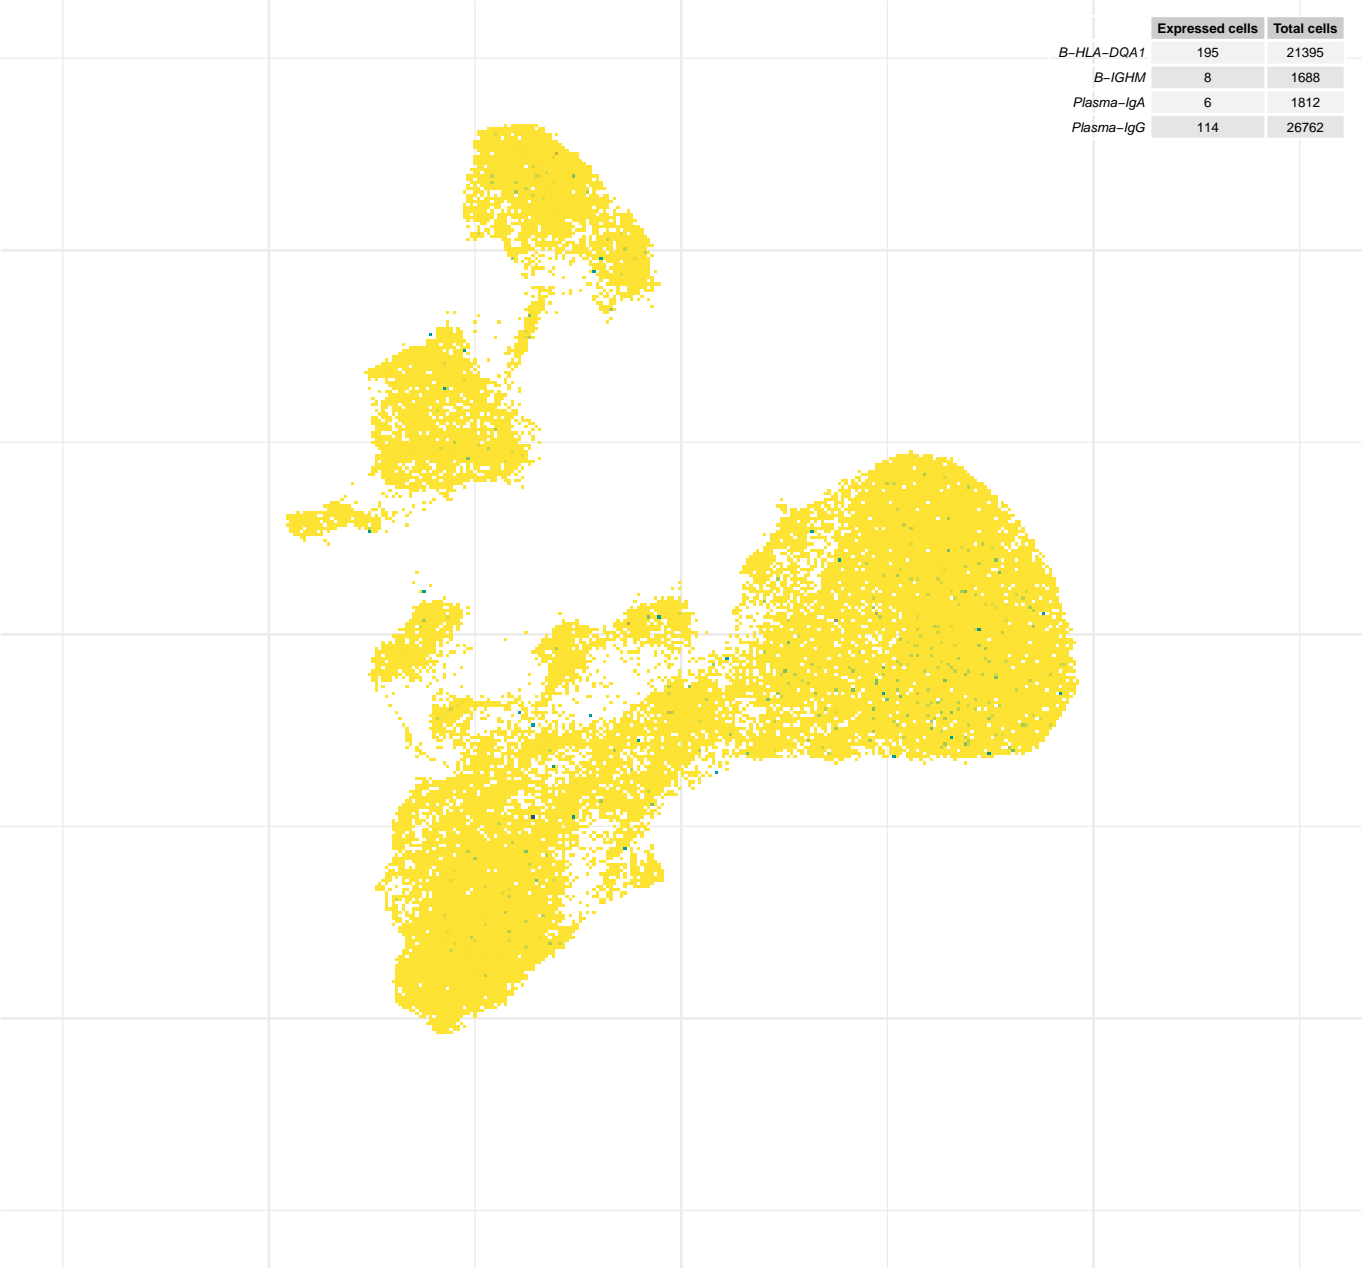 Expressed cells Total cells
B−HLA−DQA1 195 21395
B−IGHM 8 1688
Plasma−IgA 6 1812
Plasma−IgG 114 26762